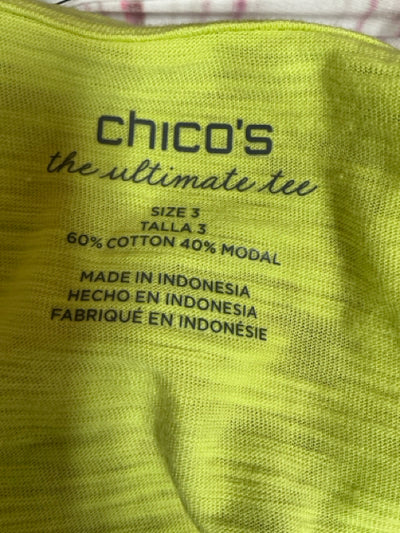 chico's
the ultimate tee
SIZE 3
TALLA 3
60% COTTON 40% MODAL
MADE IN INDONESIA
HECHO EN INDONESIA
FABRIQUÉ EN INDONÉSIE